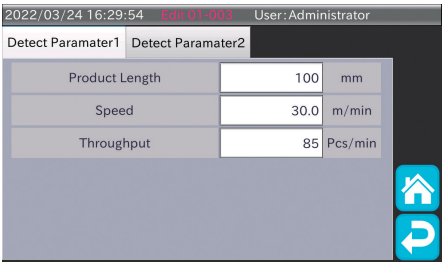 2022/03/24 16:29:54 Edit:01-003 User:Administrator
Detect Paramater1 Detect Paramater2
Product Length 100 mm
Speed 30.0 m/min
Throughput 85 Pcs/min